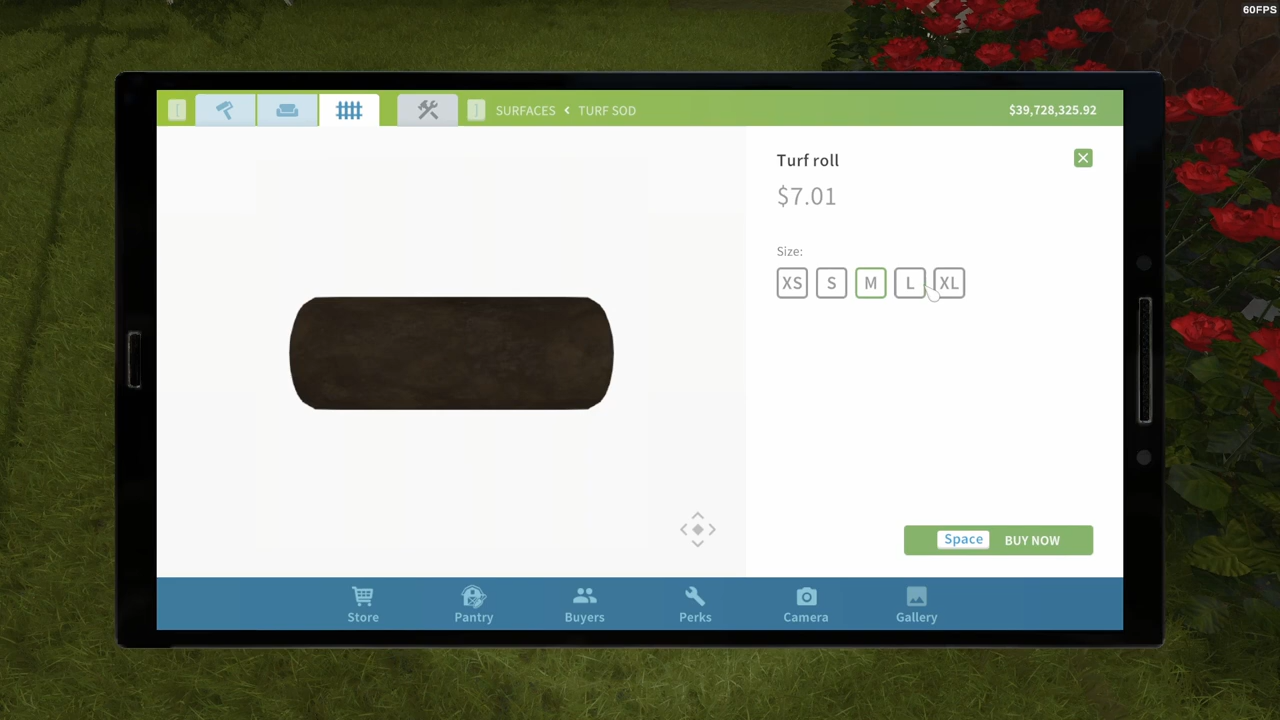 60FPS
[
]
SURFACES < TURF SOD
$39,728,325.92
Turf roll
$7.01
Size:
XS S M L XL
Space BUY NOW
Store Pantry Buyers Perks Camera Gallery